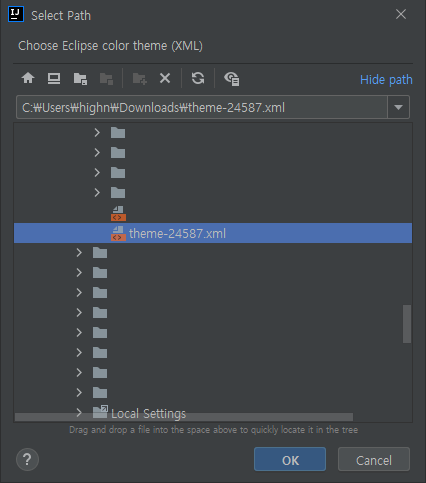 IJ Select Path
Choose Eclipse color theme (XML)
Hide path
C:₩Users₩highn₩Downloads₩theme-24587.xml
theme-24587.xml
Local Settings
Drag and drop a file into the space above to quickly locate it in the tree
? OK Cancel